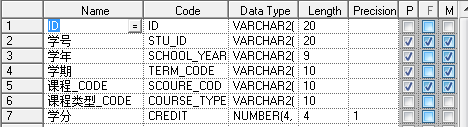 Name Code Data Type Length Precision P F M
1 ID = ID VARCHAR2( 20
2 学号 STU_ID VARCHAR2( 20
3 学年 SCHOOL_YEAR VARCHAR2( 9
4 学期 TERM_CODE VARCHAR2( 10
5 课程_CODE SCOURE_COD VARCHAR2( 10
6 课程类型_CODE COURSE_TYPE VARCHAR2( 10
7 学分 CREDIT NUMBER(4, 4 1